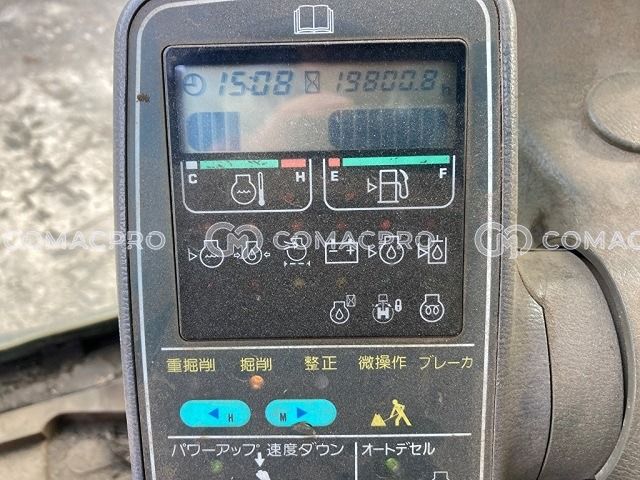 15:08 19800.8 h
C H E F
COMACPRO COMACPRO COMACPRO
重掘削 掘削 整正 微操作 ブレーカ
H M
パワーアップ 速度ダウン オートデセル